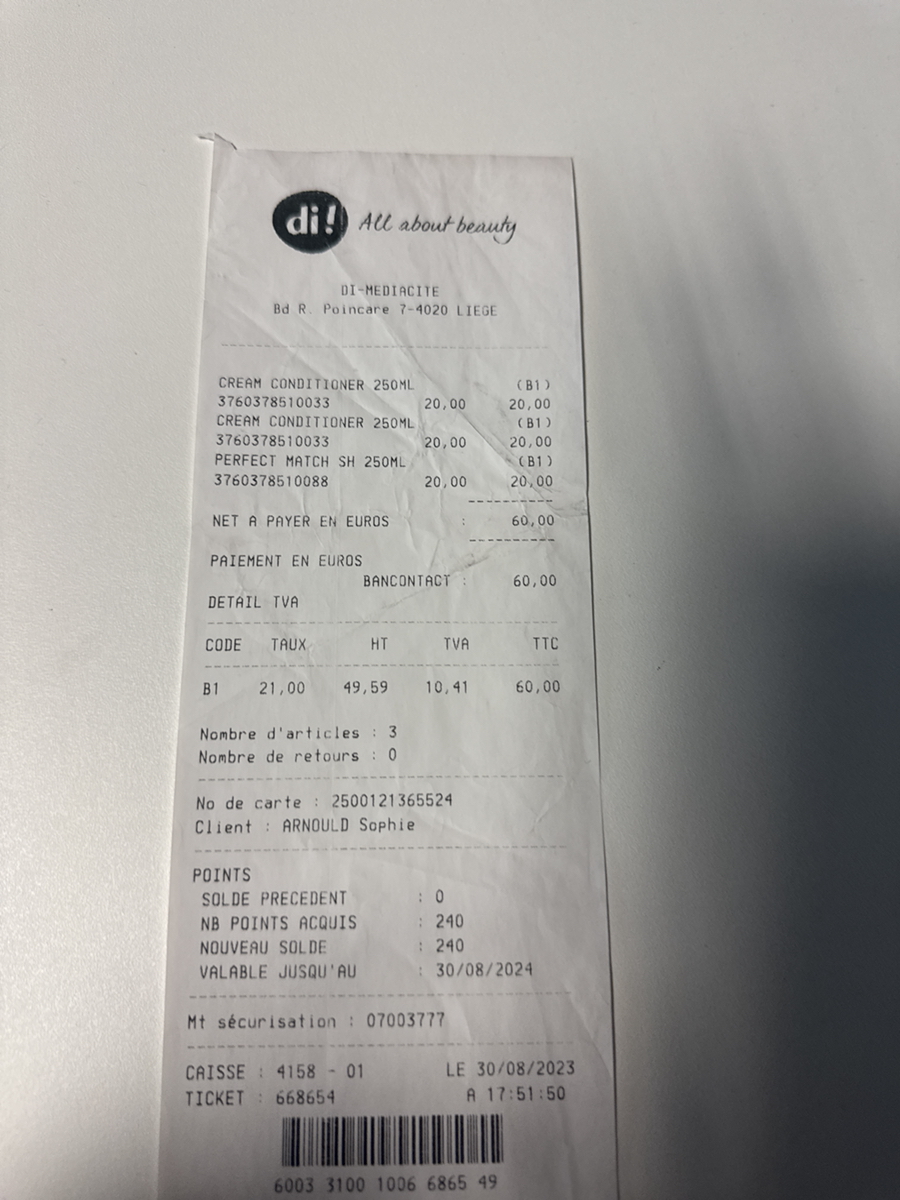 di! All about beauty
DI-MEDIACITE
Bd R. Poincare 7-4020 LIEGE
CREAM CONDITIONER 250ML (B1)
3760378510033 20,00 20,00
CREAM CONDITIONER 250ML (B1)
3760378510033 20,00 20,00
PERFECT MATCH SH 250ML (B1)
3760378510088 20,00 20,00
NET A PAYER EN EUROS : 60,00
PAIEMENT EN EUROS
BANCONTACT : 60,00
DETAIL TVA
CODE TAUX HT TVA TTC
B1 21,00 49,59 10,41 60,00
Nombre d'articles : 3
Nombre de retours : 0
No de carte : 2500121365524
Client : ARNOULD Sophie
POINTS
SOLDE PRECEDENT : 0
NB POINTS ACQUIS : 240
NOUVEAU SOLDE : 240
VALABLE JUSQU'AU : 30/08/2024
Mt sécurisation : 07003777
CAISSE : 4158 - 01 LE 30/08/2023
TICKET : 668654 A 17:51:50
6003 3100 1006 6865 49